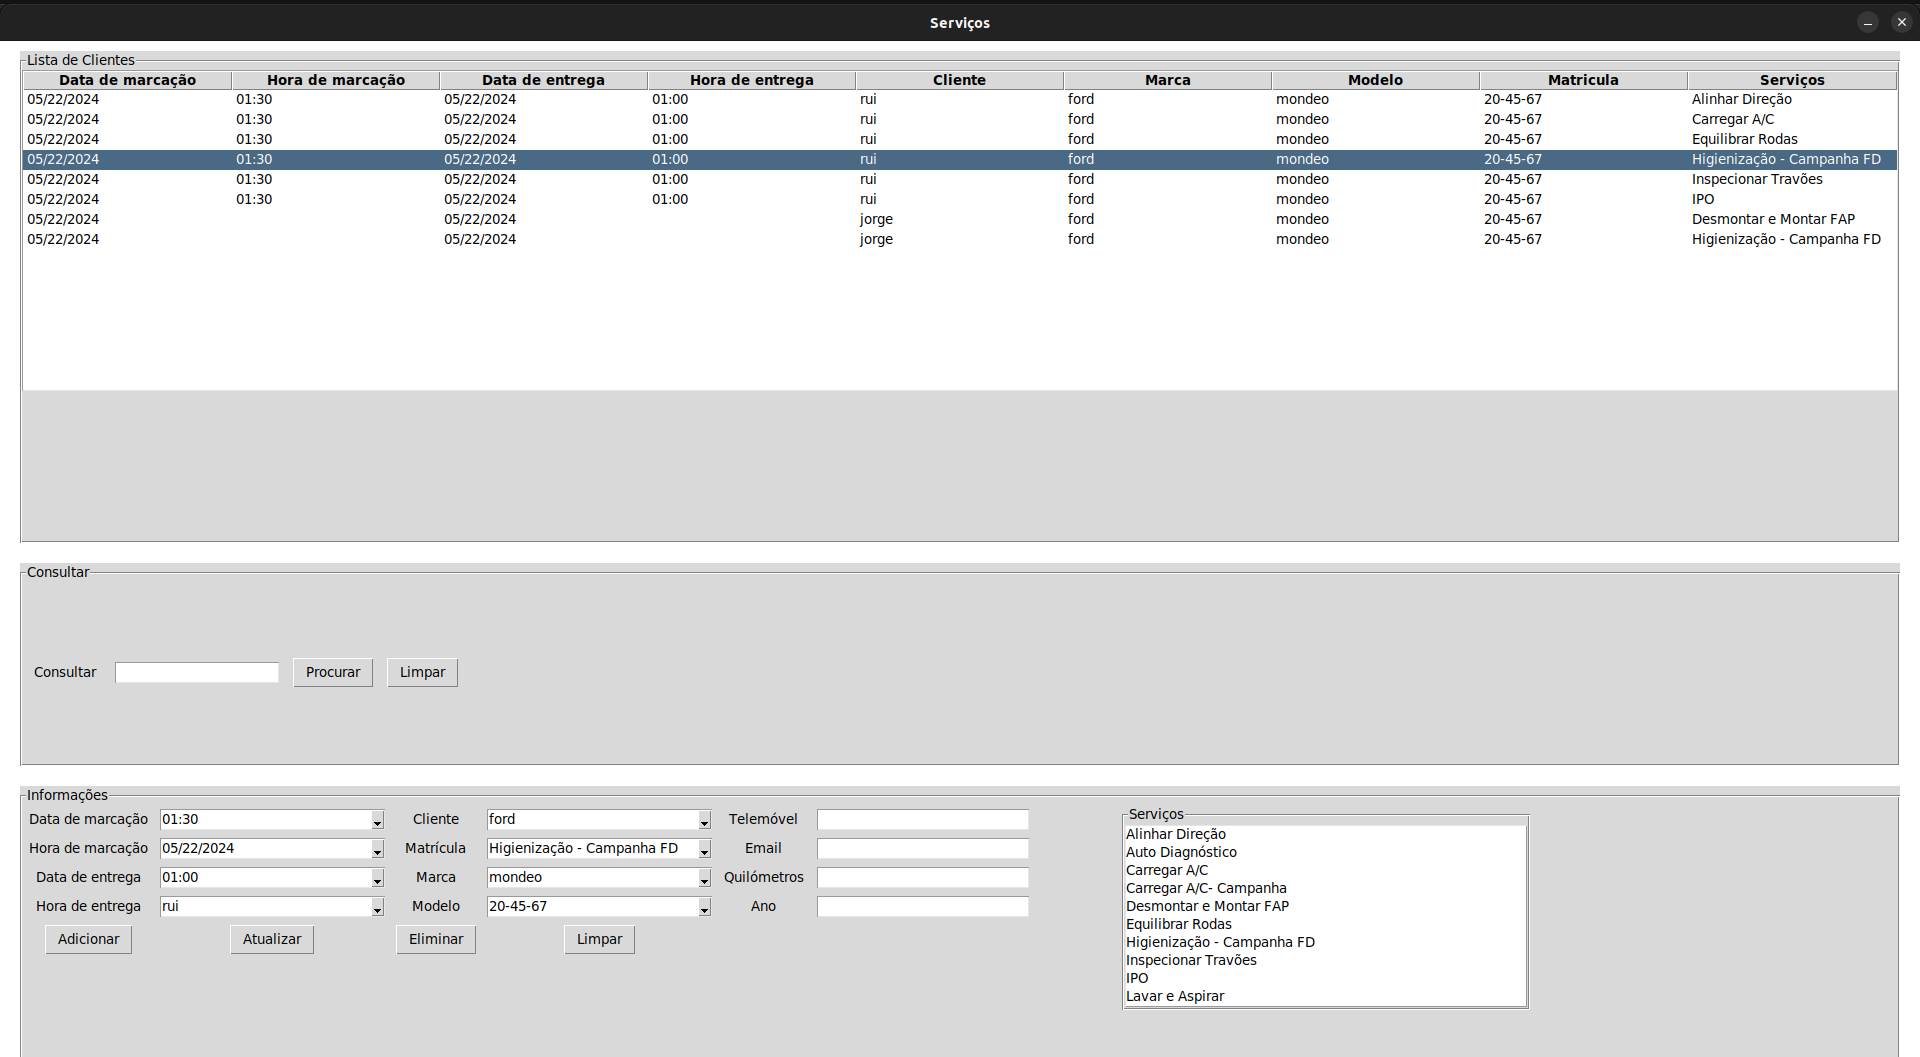 Serviços
Lista de Clientes
Data de marcação Hora de marcação Data de entrega Hora de entrega Cliente Marca Modelo Matricula Serviços
05/22/2024 01:30 05/22/2024 01:00 rui ford mondeo 20-45-67 Alinhar Direção
05/22/2024 01:30 05/22/2024 01:00 rui ford mondeo 20-45-67 Carregar A/C
05/22/2024 01:30 05/22/2024 01:00 rui ford mondeo 20-45-67 Equilibrar Rodas
05/22/2024 01:30 05/22/2024 01:00 rui ford mondeo 20-45-67 Higienização - Campanha FD
05/22/2024 01:30 05/22/2024 01:00 rui ford mondeo 20-45-67 Inspecionar Travões
05/22/2024 01:30 05/22/2024 01:00 rui ford mondeo 20-45-67 IPO
05/22/2024 05/22/2024 jorge ford mondeo 20-45-67 Desmontar e Montar FAP
05/22/2024 05/22/2024 jorge ford mondeo 20-45-67 Higienização - Campanha FD
Consultar
Consultar Procurar Limpar
Informações
Data de marcação 01:30 Cliente ford Telemóvel
Hora de marcação 05/22/2024 Matrícula Higienização - Campanha FD Email
Data de entrega 01:00 Marca mondeo Quilómetros
Hora de entrega rui Modelo 20-45-67 Ano
Adicionar Atualizar Eliminar Limpar
Serviços
Alinhar Direção
Auto Diagnóstico
Carregar A/C
Carregar A/C- Campanha
Desmontar e Montar FAP
Equilibrar Rodas
Higienização - Campanha FD
Inspecionar Travões
IPO
Lavar e Aspirar